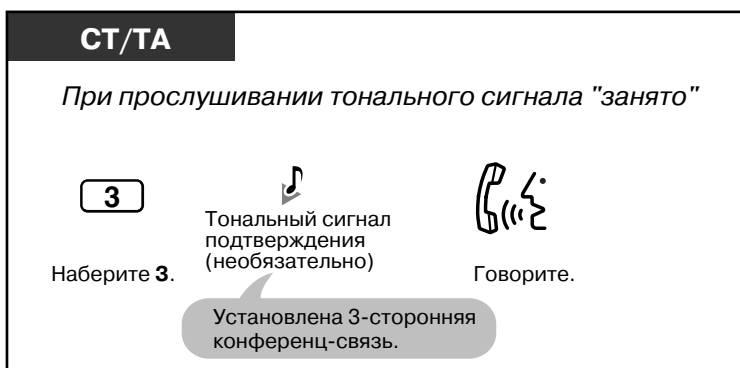 СТ/ТА
При прослушивании тонального сигнала "занято"
3
Тональный сигнал
подтверждения
(необязательно)
Наберите 3.
Говорите.
Установлена 3-сторонняя
конференц-связь.